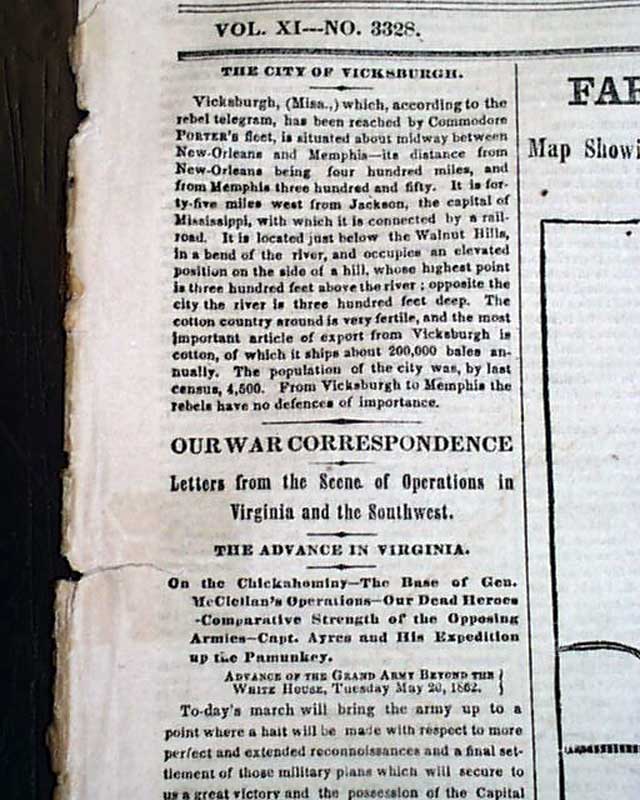 VOL. XI---NO. 3328.
THE CITY OF VICKSBURGH.
Vicksburgh, (Miss.,) which, according to the
rebel telegram, has been reached by Commodore
PORTER's fleet, is situated about midway between
New-Orleans and Memphis—its distance from
New-Orleans being four hundred miles, and
from Memphis three hundred and fifty. It is for-
ty-five miles west from Jackson, the capital of
Mississippi, with which it is connected by a rail-
road. It is located just below the Walnut Hills,
in a bend of the river, and occupies an elevated
position on the side of a hill, whose highest point
is three hundred feet above the river; opposite the
city the river is three hundred feet deep. The
cotton country around is very fertile, and the most
important article of export from Vicksburgh is
cotton, of which it ships about 200,000 bales an-
nually. The population of the city was, by last
census, 4,500. From Vicksburgh to Memphis the
rebels have no defences of importance.
OUR WAR CORRESPONDENCE
Letters from the Scene of Operations in
Virginia and the Southwest.
THE ADVANCE IN VIRGINIA.
On the Chickahominy—The Base of Gen.
McClellan's Operations—Our Dead Heroes
-Comparative Strength of the Opposing
Armies—Capt. Ayres and His Expedition
up the Pamunkey.
ADVANCE OF THE GRAND ARMY BEYOND THE
WHITE HOUSE, Tuesday May 20, 1862.
To-day's march will bring the army up to a
point where a halt will be made with respect to more
perfect and extended reconnoissances and a final set-
tlement of those military plans which will secure to
us a great victory and the possession of the Capital
FAR
Map Showi